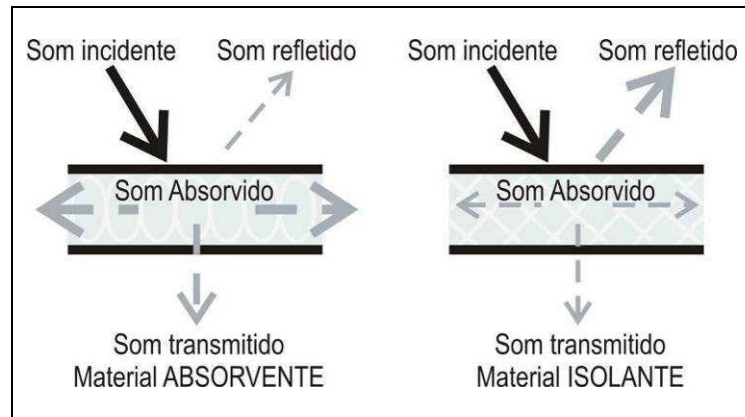 Som incidente
Som refletido
Som Absorvido
Som transmitido
Material ABSORVENTE
Som incidente
Som refletido
Som Absorvido
Som transmitido
Material ISOLANTE